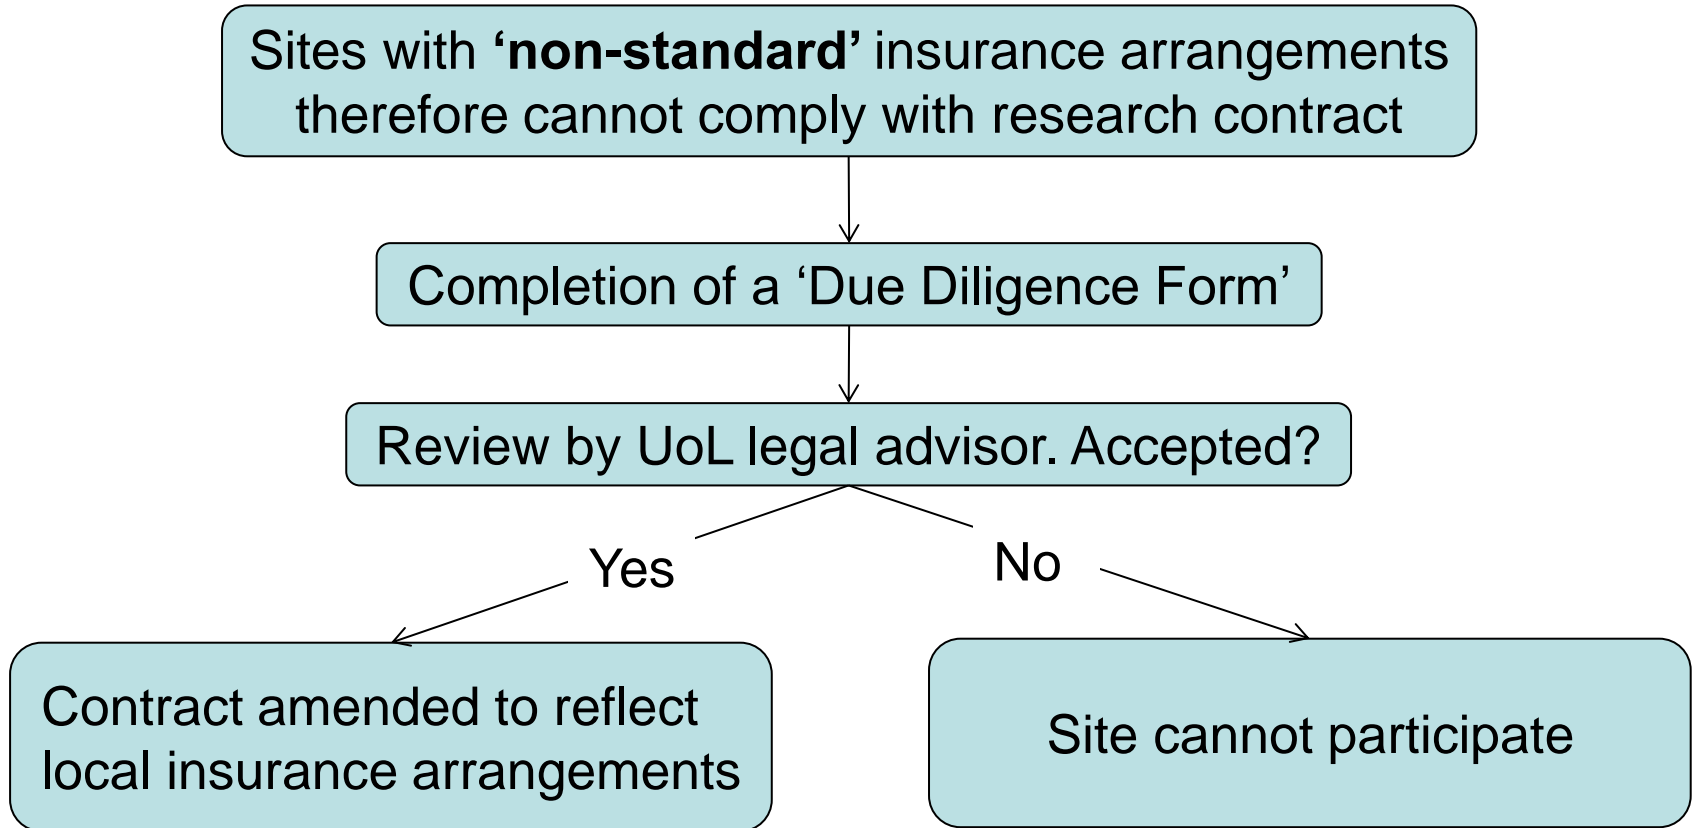 Sites with ‘non-standard’ insurance arrangements
therefore cannot comply with research contract
Completion of a ‘Due Diligence Form’
Review by UoL legal advisor. Accepted?
Yes
No
Contract amended to reflect
local insurance arrangements
Site cannot participate